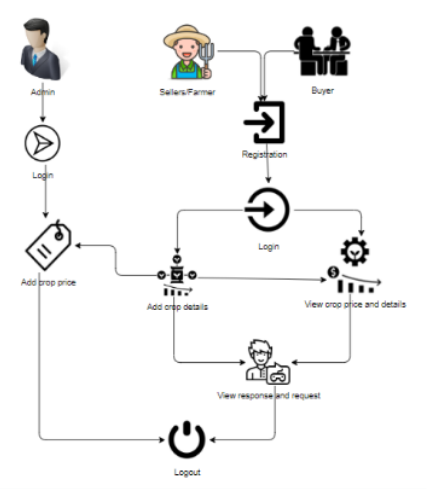 Admin
Sellers/Farmer
Buyer
Registration
Login
Login
Add crop price
Add crop details
View crop price and details
View response and request
Logout